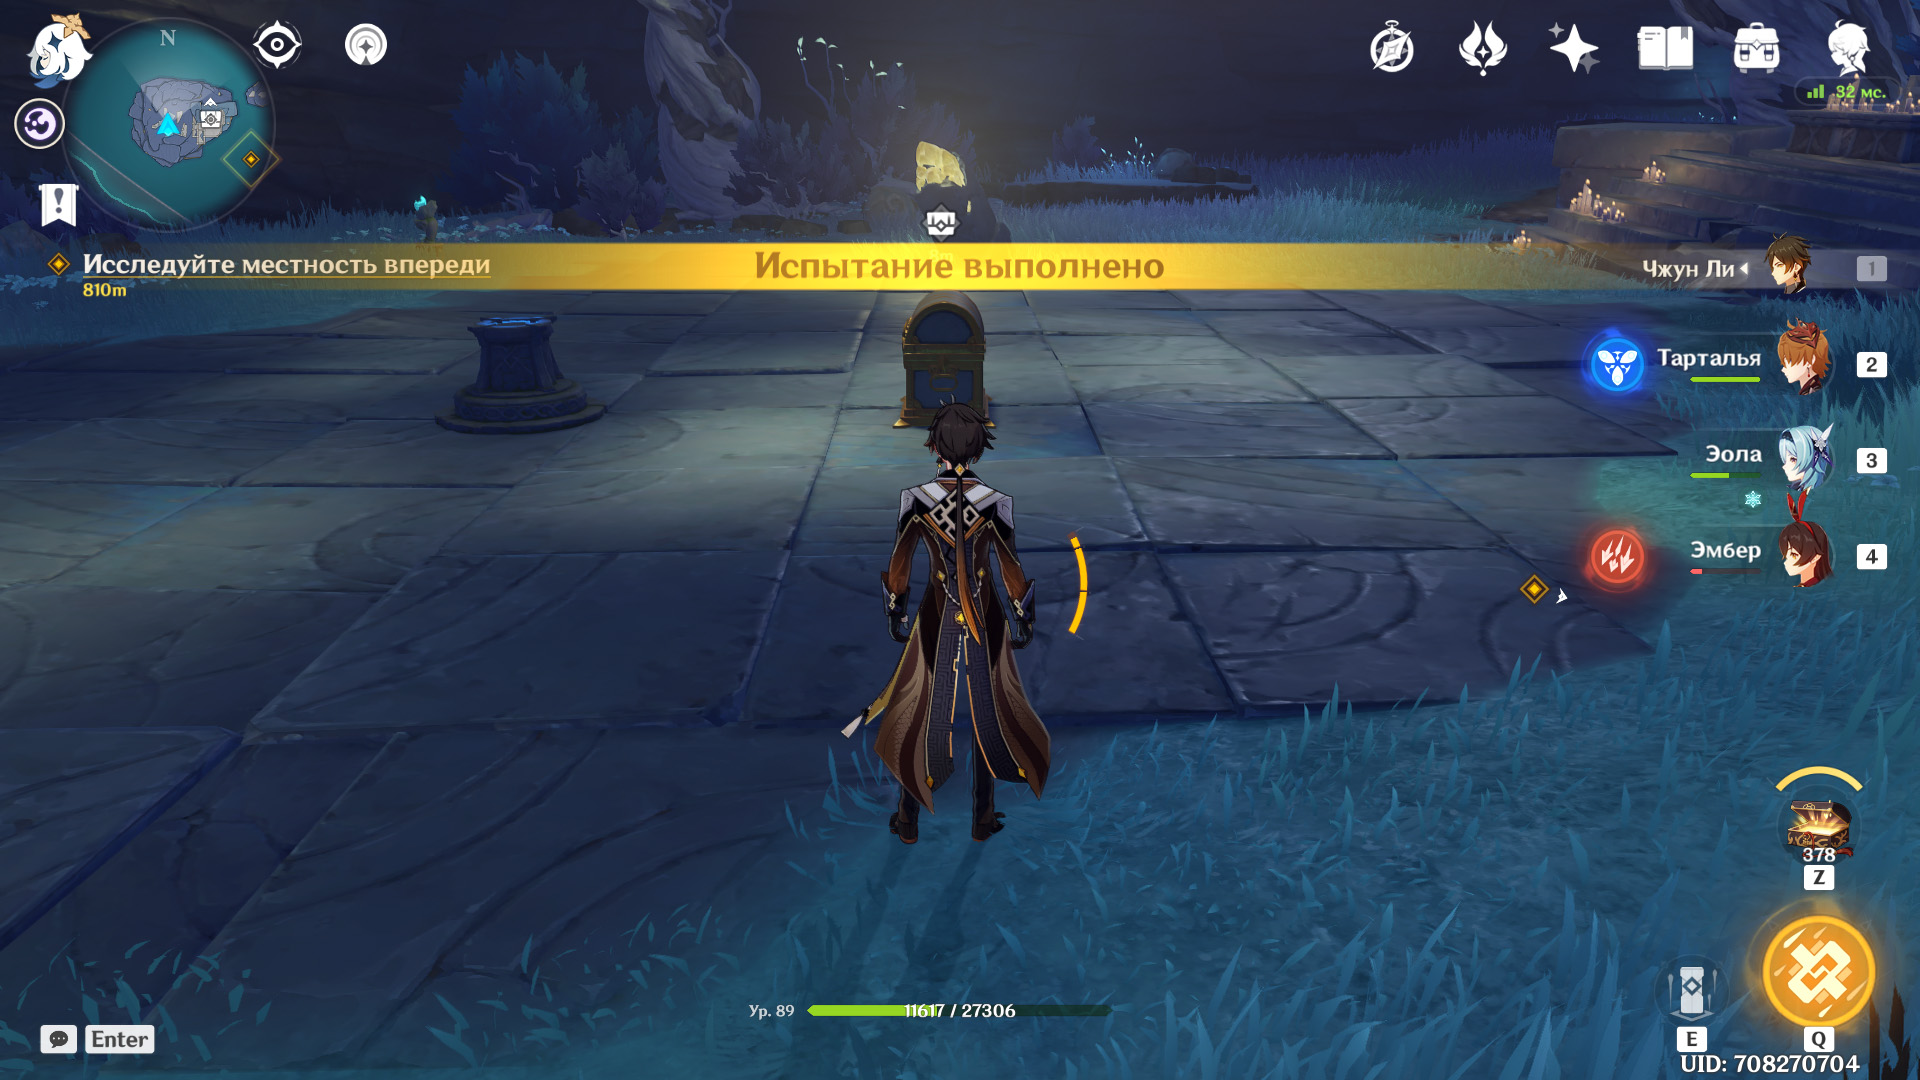 N
32 мс.
Исследуйте местность впереди
810m
Испытание выполнено
Чжун Ли
1
Тарталья
2
Эола
3
Эмбер
4
378
Z
Ур. 89
11617 / 27306
Enter
E
Q
UID: 708270704